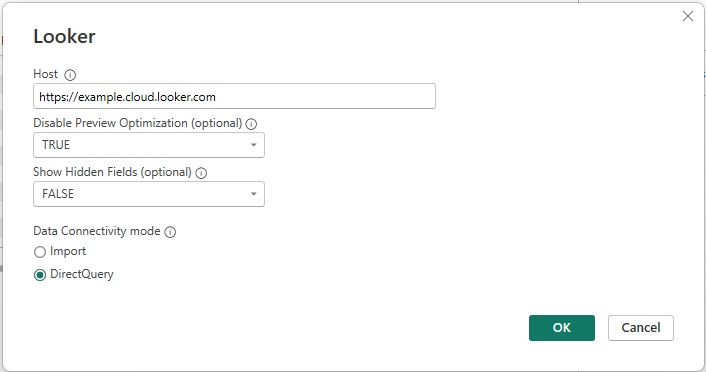 Looker
Host
https://example.cloud.looker.com
Disable Preview Optimization (optional)
TRUE
Show Hidden Fields (optional)
FALSE
Data Connectivity mode
Import
DirectQuery
OK Cancel